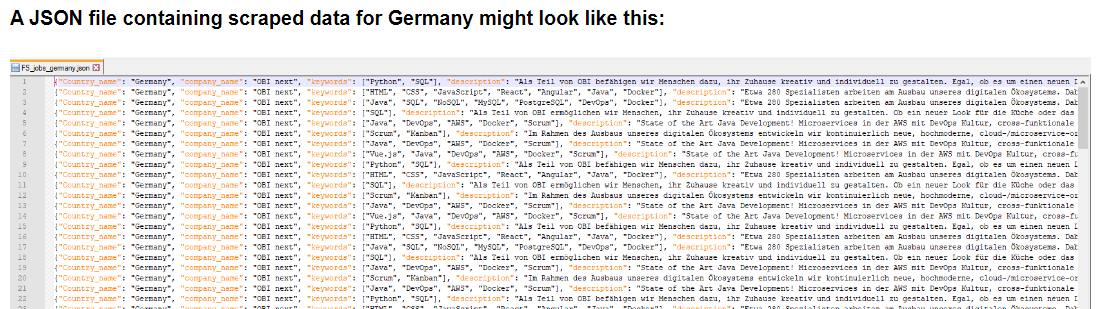 A JSON file containing scraped data for Germany might look like this:
FS_jobs_germany.json
1 {"Country_name": "Germany", "company_name": "OBI next", "keywords": ["Python", "SQL"], "description": "Als Teil von OBI befähigen wir Menschen dazu, ihr Zuhause kreativ und individuell zu gestalten. Egal, ob es um einen neuen
2 {"Country_name": "Germany", "company_name": "OBI next", "keywords": ["HTML", "CSS", "JavaScript", "React", "Angular", "Java", "Docker"], "description": "Etwa 280 Spezialisten arbeiten am Ausbau unseres digitalen Ökosystems. Dab
3 {"Country_name": "Germany", "company_name": "OBI next", "keywords": ["Java", "SQL", "NoSQL", "MySQL", "PostgreSQL", "DevOps", "Docker"], "description": "Etwa 280 Spezialisten arbeiten am Ausbau unseres digitalen Ökosystems. Dab
4 {"Country_name": "Germany", "company_name": "OBI next", "keywords": ["SQL"], "description": "Als Teil von OBI ermöglichen wir Menschen, ihr Zuhause kreativ und individuell zu gestalten. Ob ein neuer Look für die Küche oder das
5 {"Country_name": "Germany", "company_name": "OBI next", "keywords": ["Java", "DevOps", "AWS", "Docker", "Scrum"], "description": "State of the Art Java Development! Microservices in der AWS mit DevOps Kultur, cross-funktionale
6 {"Country_name": "Germany", "company_name": "OBI next", "keywords": ["Scrum", "Kanban"], "description": "Im Rahmen des Ausbaus unseres digitalen Ökosystems entwickeln wir kontinuierlich neue, hochmoderne, cloud-/microservice-or
7 {"Country_name": "Germany", "company_name": "OBI next", "keywords": ["Java", "DevOps", "AWS", "Docker", "Scrum"], "description": "State of the Art Java Development! Microservices in der AWS mit DevOps Kultur, cross-funktionale
8 {"Country_name": "Germany", "company_name": "OBI next", "keywords": ["Vue.js", "Java", "DevOps", "AWS", "Docker", "Scrum"], "description": "State of the Art Java Development! Microservices in der AWS mit DevOps Kultur, cross-fu
9 {"Country_name": "Germany", "company_name": "OBI next", "keywords": ["Python", "SQL"], "description": "Als Teil von OBI befähigen wir Menschen dazu, ihr Zuhause kreativ und individuell zu gestalten. Egal, ob es um einen neuen
10 {"Country_name": "Germany", "company_name": "OBI next", "keywords": ["HTML", "CSS", "JavaScript", "React", "Angular", "Java", "Docker"], "description": "Etwa 280 Spezialisten arbeiten am Ausbau unseres digitalen Ökosystems. Dab
11 {"Country_name": "Germany", "company_name": "OBI next", "keywords": ["SQL"], "description": "Als Teil von OBI ermöglichen wir Menschen, ihr Zuhause kreativ und individuell zu gestalten. Ob ein neuer Look für die Küche oder das
12 {"Country_name": "Germany", "company_name": "OBI next", "keywords": ["Scrum", "Kanban"], "description": "Im Rahmen des Ausbaus unseres digitalen Ökosystems entwickeln wir kontinuierlich neue, hochmoderne, cloud-/microservice-or
13 {"Country_name": "Germany", "company_name": "OBI next", "keywords": ["Java", "DevOps", "AWS", "Docker", "Scrum"], "description": "State of the Art Java Development! Microservices in der AWS mit DevOps Kultur, cross-funktionale
14 {"Country_name": "Germany", "company_name": "OBI next", "keywords": ["Vue.js", "Java", "DevOps", "AWS", "Docker", "Scrum"], "description": "State of the Art Java Development! Microservices in der AWS mit DevOps Kultur, cross-fu
15 {"Country_name": "Germany", "company_name": "OBI next", "keywords": ["Python", "SQL"], "description": "Als Teil von OBI befähigen wir Menschen dazu, ihr Zuhause kreativ und individuell zu gestalten. Egal, ob es um einen neuen
16 {"Country_name": "Germany", "company_name": "OBI next", "keywords": ["HTML", "CSS", "JavaScript", "React", "Angular", "Java", "Docker"], "description": "Etwa 280 Spezialisten arbeiten am Ausbau unseres digitalen Ökosystems. Dab
17 {"Country_name": "Germany", "company_name": "OBI next", "keywords": ["Java", "SQL", "NoSQL", "MySQL", "PostgreSQL", "DevOps", "Docker"], "description": "Etwa 280 Spezialisten arbeiten am Ausbau unseres digitalen Ökosystems. Dab
18 {"Country_name": "Germany", "company_name": "OBI next", "keywords": ["SQL"], "description": "Als Teil von OBI ermöglichen wir Menschen, ihr Zuhause kreativ und individuell zu gestalten. Ob ein neuer Look für die Küche oder das
19 {"Country_name": "Germany", "company_name": "OBI next", "keywords": ["Java", "DevOps", "AWS", "Docker", "Scrum"], "description": "State of the Art Java Development! Microservices in der AWS mit DevOps Kultur, cross-funktionale
20 {"Country_name": "Germany", "company_name": "OBI next", "keywords": ["Scrum", "Kanban"], "description": "Im Rahmen des Ausbaus unseres digitalen Ökosystems entwickeln wir kontinuierlich neue, hochmoderne, cloud-/microservice-or
21 {"Country_name": "Germany", "company_name": "OBI next", "keywords": ["Java", "DevOps", "AWS", "Docker", "Scrum"], "description": "State of the Art Java Development! Microservices in der AWS mit DevOps Kultur, cross-funktionale
22 {"Country_name": "Germany", "company_name": "OBI next", "keywords": ["Python", "SQL"], "description": "Als Teil von OBI befähigen wir Menschen dazu, ihr Zuhause kreativ und individuell zu gestalten. Egal, ob es um einen neuen